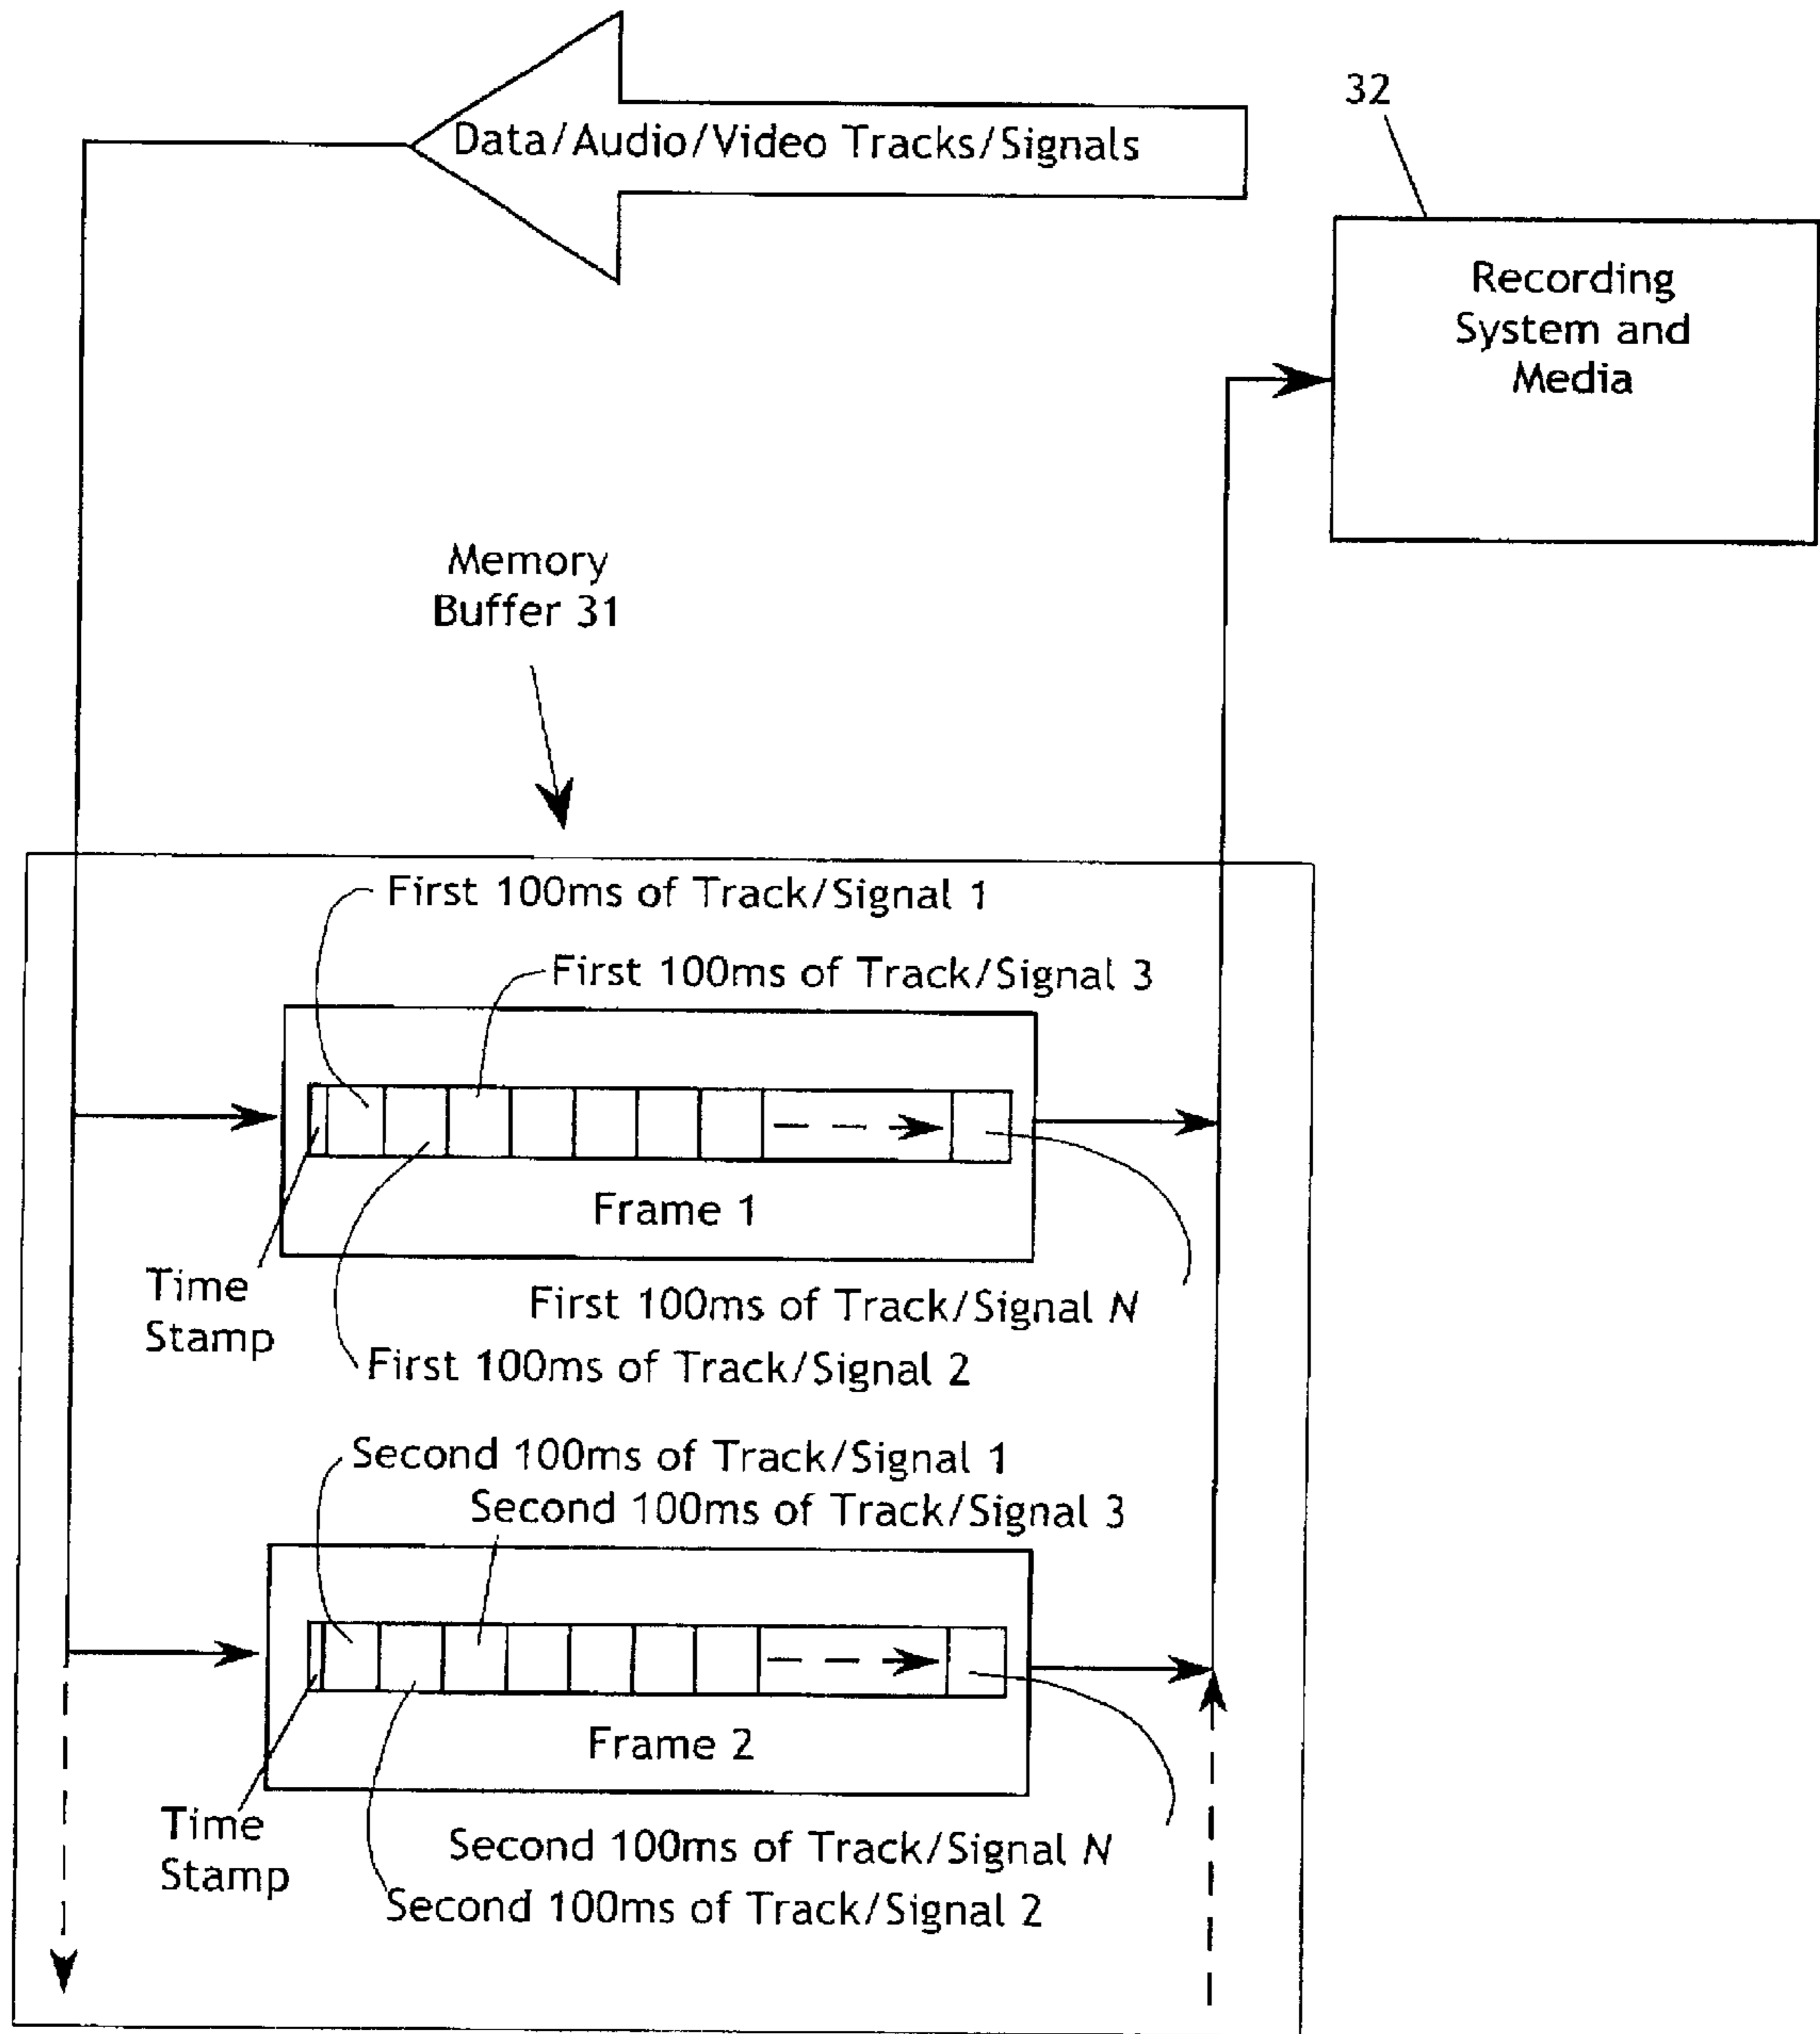 Data/Audio/Video Tracks/Signals
32
Recording
System and
Media
Memory
Buffer 31
First 100ms of Track/Signal 1
First 100ms of Track/Signal 3
Frame 1
Time
Stamp
First 100ms of Track/Signal N
First 100ms of Track/Signal 2
Second 100ms of Track/Signal 1
Second 100ms of Track/Signal 3
Frame 2
Time
Stamp
Second 100ms of Track/Signal N
Second 100ms of Track/Signal 2